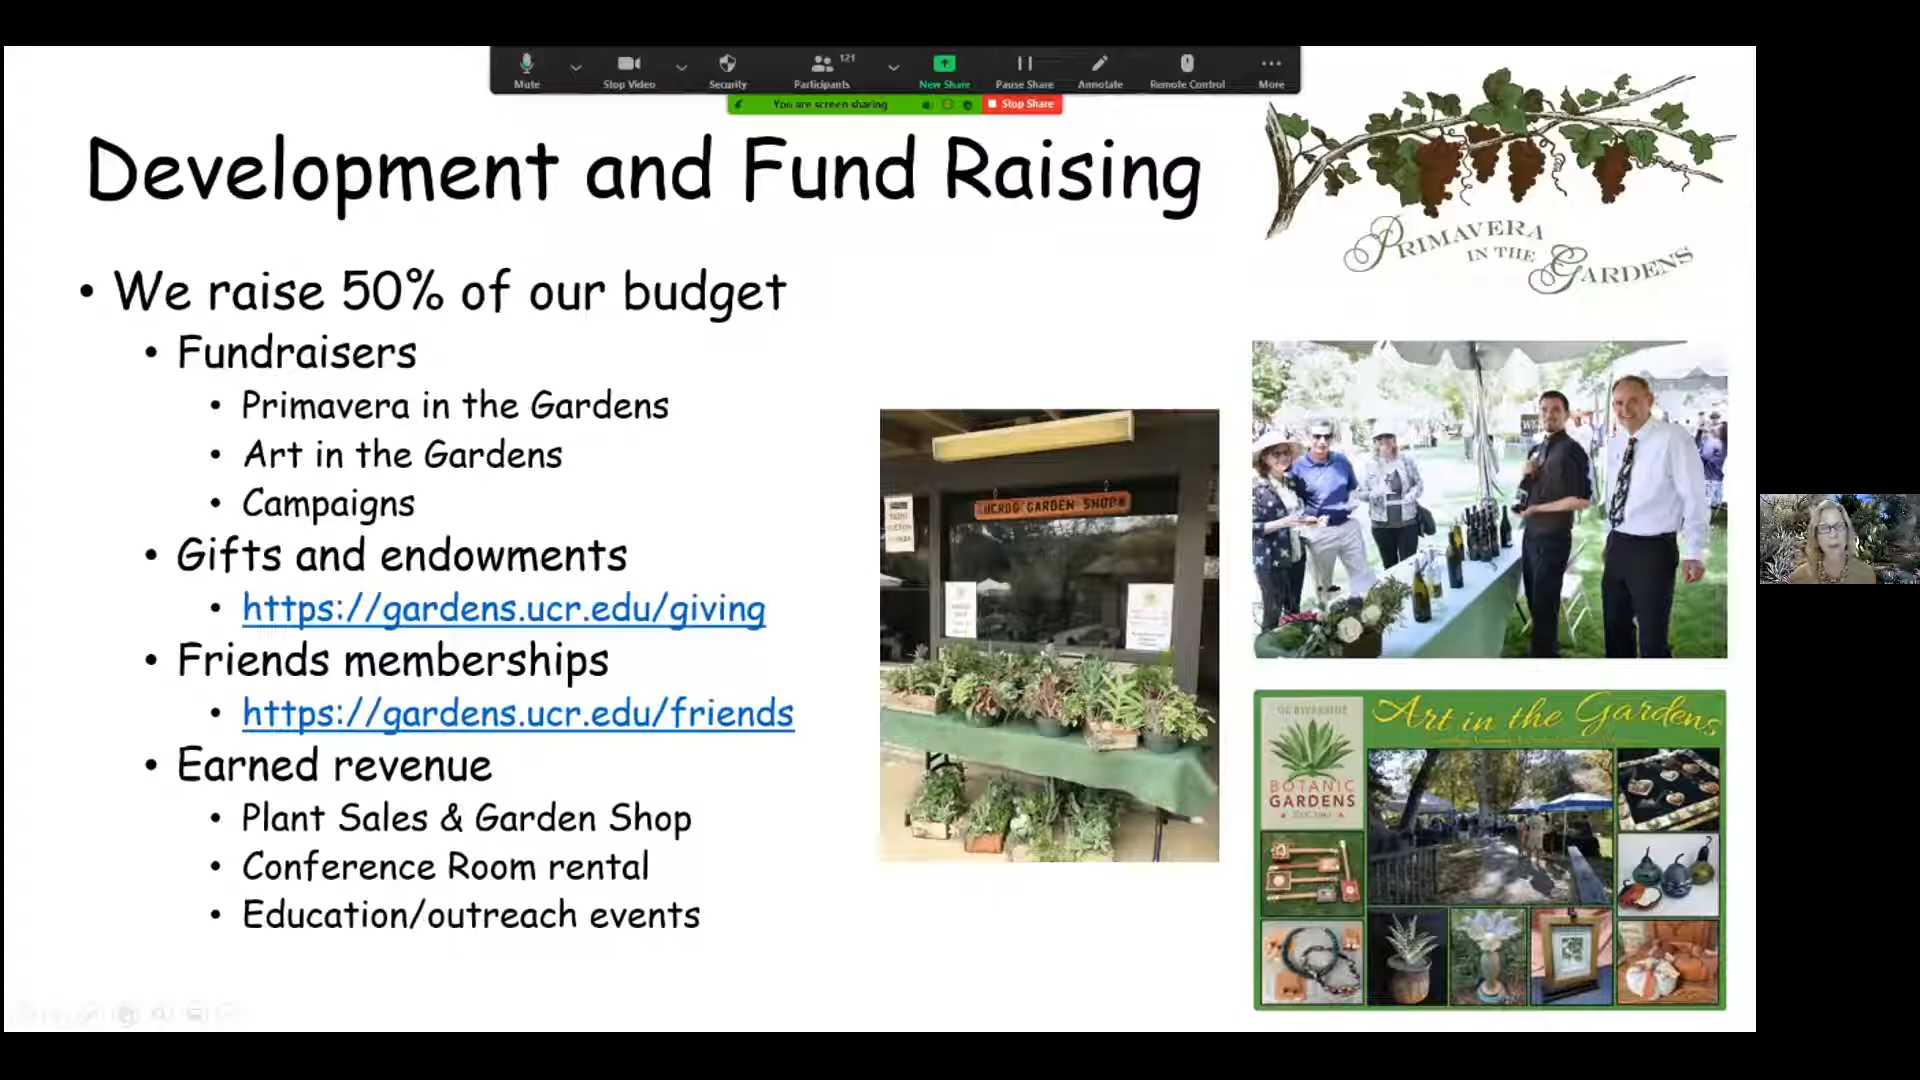 Mute
Stop Video
Security
Participants
121
New Share
Pause Share
Annotate
Remote Control
More
You are screen sharing
Stop Share
Development and Fund Raising
PRIMAVERA
IN THE
GARDENS
• We raise 50% of our budget
• Fundraisers
• Primavera in the Gardens
• Art in the Gardens
• Campaigns
• Gifts and endowments
• https://gardens.ucr.edu/giving
• Friends memberships
• https://gardens.ucr.edu/friends
• Earned revenue
• Plant Sales & Garden Shop
• Conference Room rental
• Education/outreach events
UCRBG GARDEN SHOP
UC RIVERSIDE
BOTANIC
GARDENS
Art in the Gardens